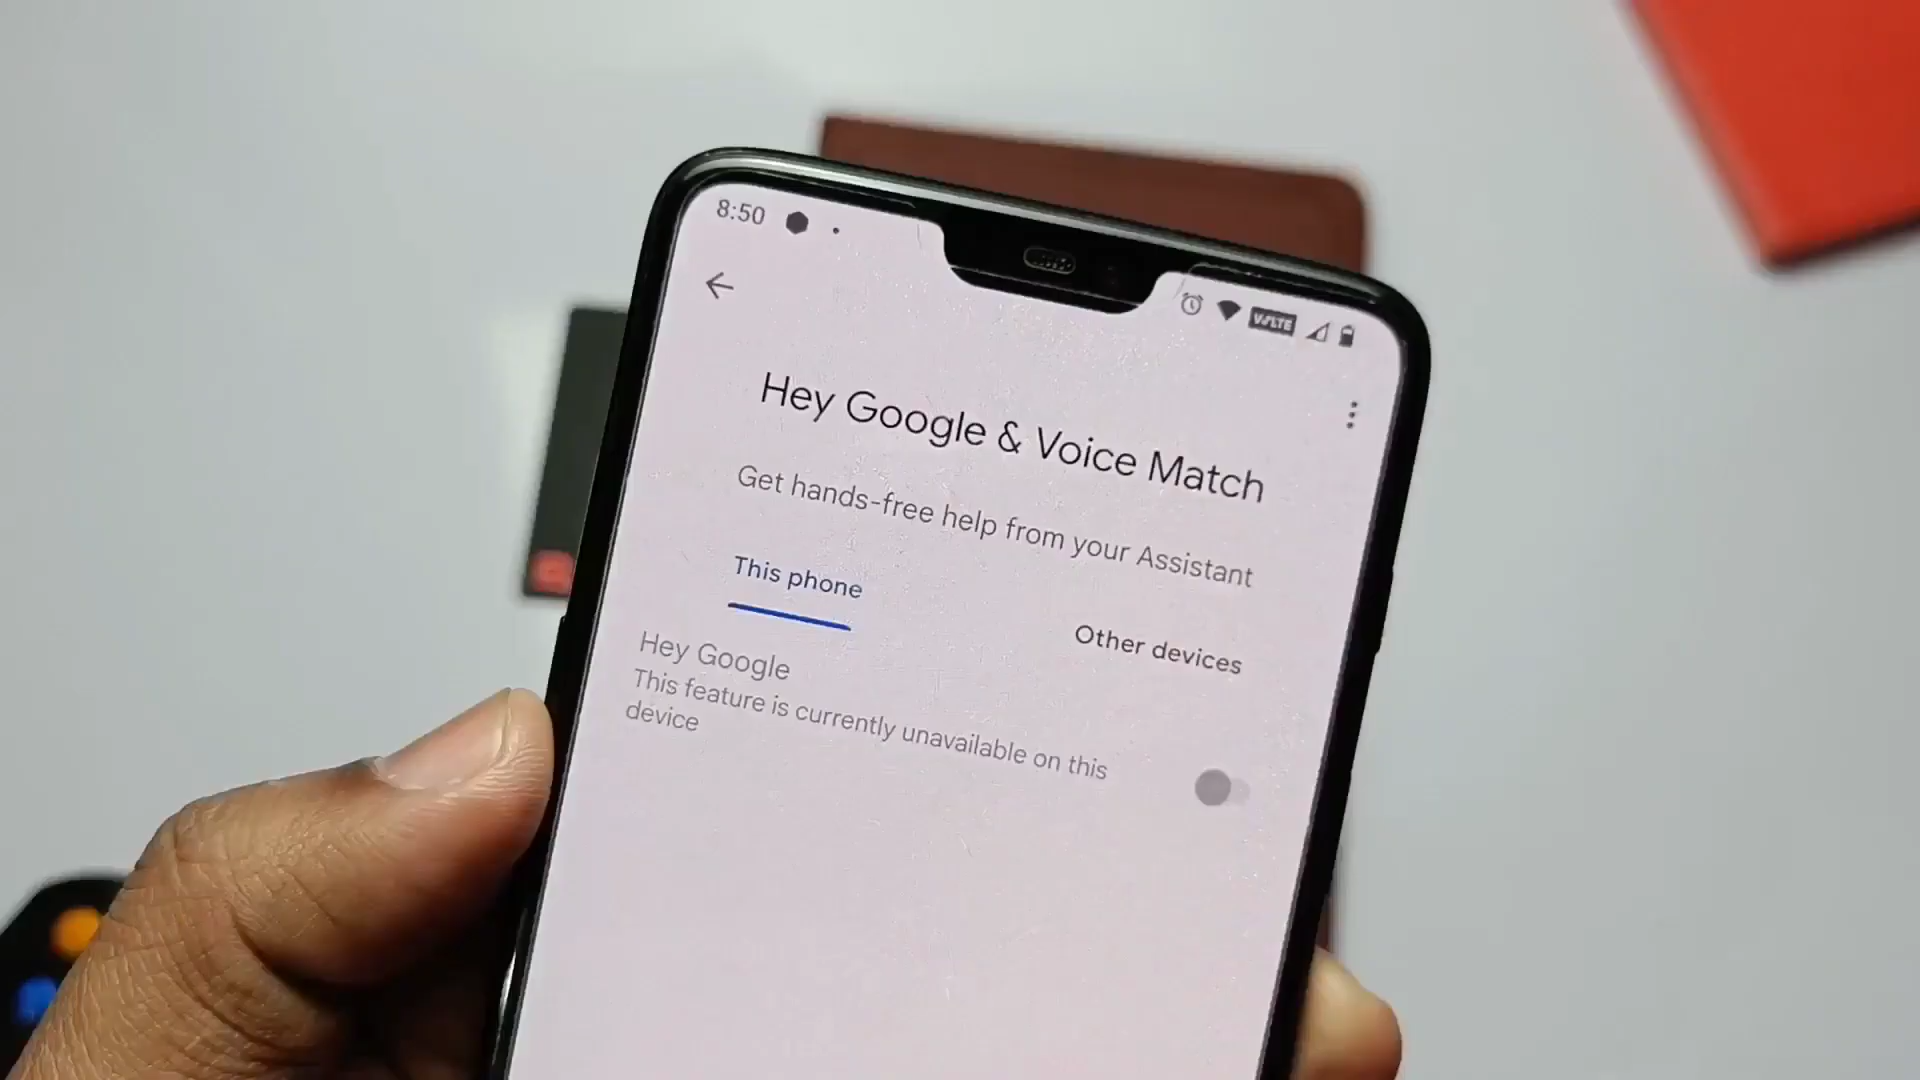 8:50
VoLTE
Hey Google & Voice Match
Get hands-free help from your Assistant
This phone
Other devices
Hey Google
This feature is currently unavailable on this
device